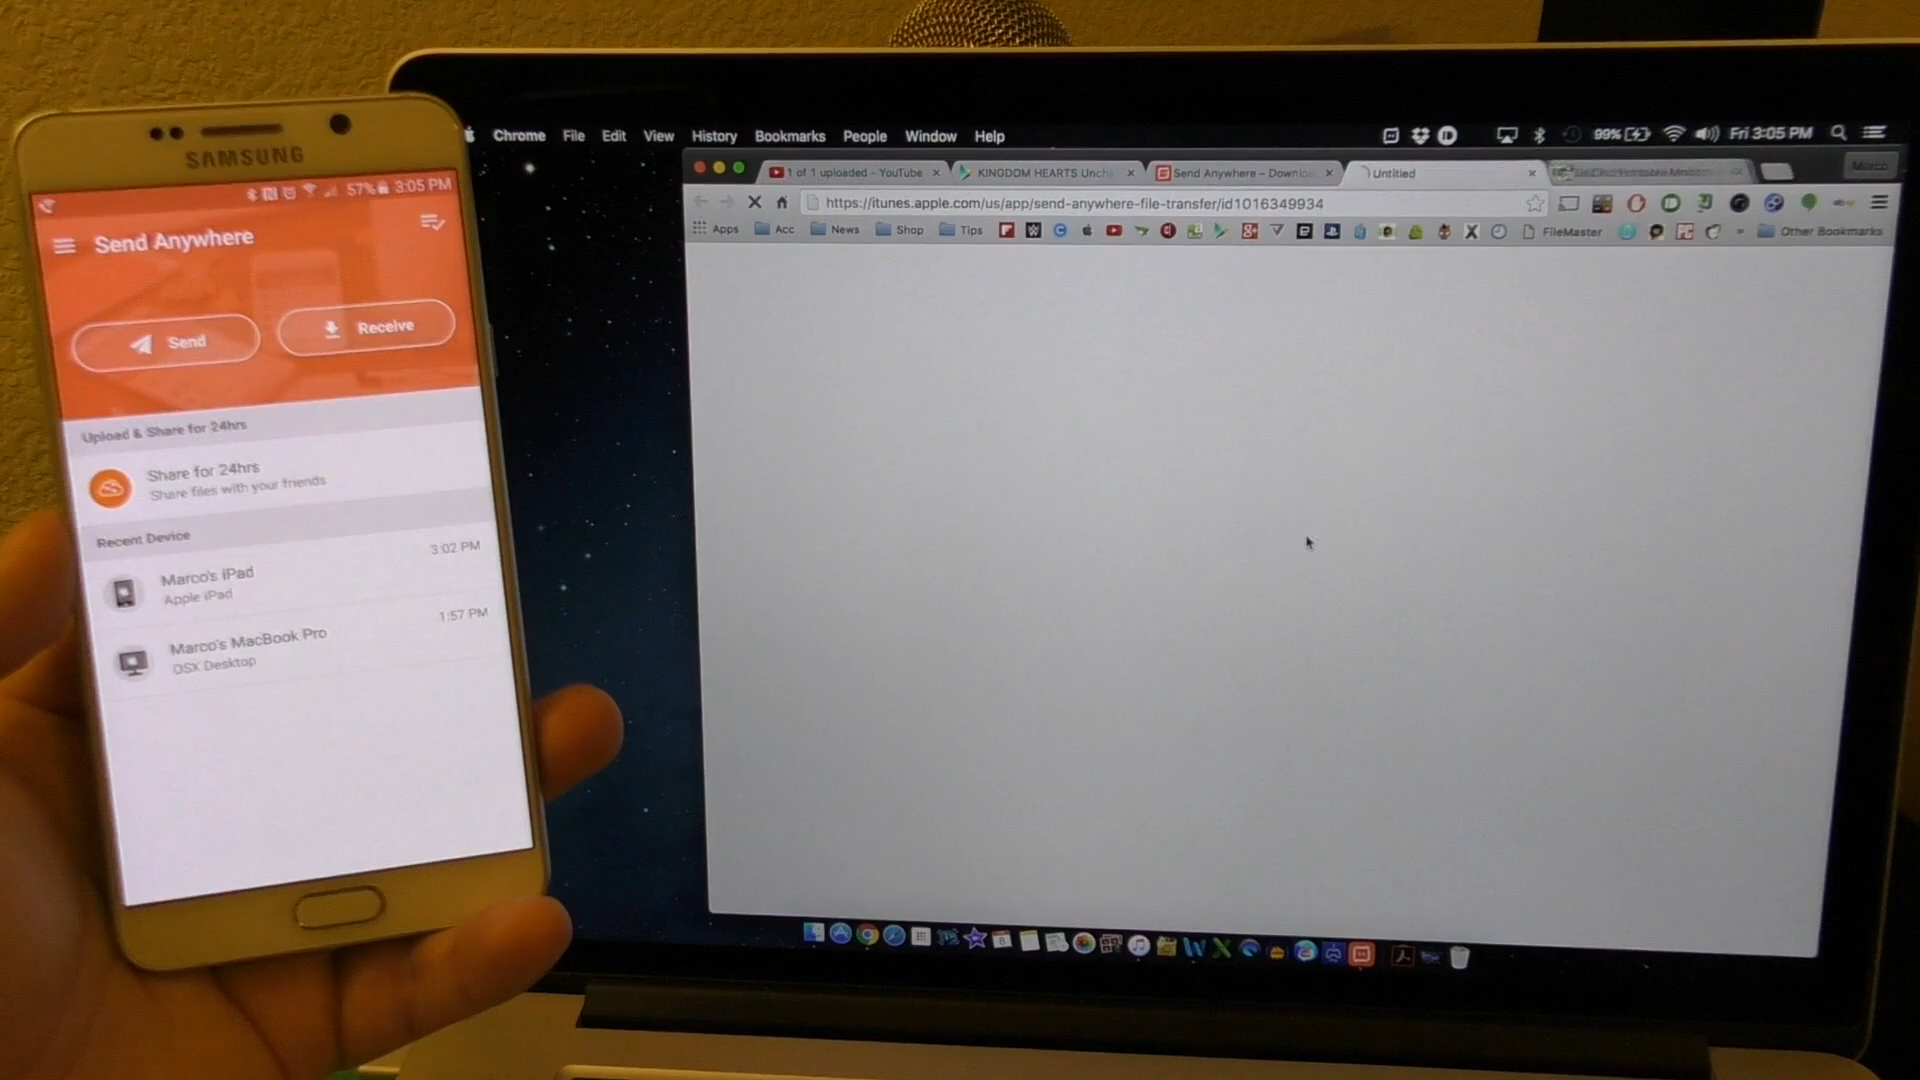 SAMSUNG
57% 3:05 PM
Send Anywhere
Send
Receive
Upload & Share for 24hrs
Share for 24hrs
Share files with your friends
Recent Device
3:02 PM
Marco's iPad
Apple iPad
1:57 PM
Marco's MacBook Pro
OSX Desktop
Chrome File Edit View History Bookmarks People Window Help
99% Fri 3:05 PM
1 of 1 uploaded - YouTube
KINGDOM HEARTS Uncha
Send Anywhere – Downloa
Untitled
Marco
https://itunes.apple.com/us/app/send-anywhere-file-transfer/id1016349934
Apps Acc News Shop Tips FileMaster Other Bookmarks